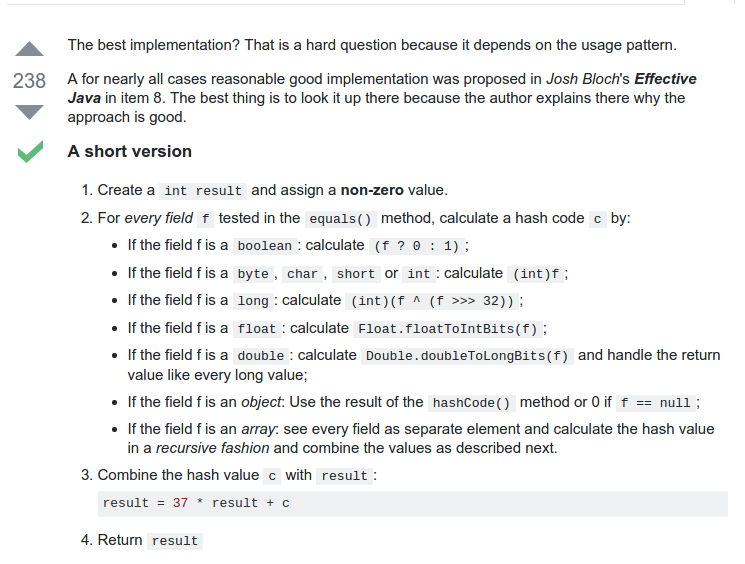 The best implementation? That is a hard question because it depends on the usage pattern.
238
A for nearly all cases reasonable good implementation was proposed in Josh Bloch's Effective
Java in item 8. The best thing is to look it up there because the author explains there why the
approach is good.
A short version
1. Create a int result and assign a non-zero value.
2. For every field f tested in the equals() method, calculate a hash code c by:
• If the field f is a boolean: calculate (f ? 0 : 1);
• If the field f is a byte, char, short or int: calculate (int)f;
• If the field f is a long: calculate (int)(f ^ (f >>> 32));
• If the field f is a float: calculate Float.floatToIntBits(f);
• If the field f is a double: calculate Double.doubleToLongBits(f) and handle the return
value like every long value;
• If the field f is an object: Use the result of the hashCode() method or 0 if f == null;
• If the field f is an array: see every field as separate element and calculate the hash value
in a recursive fashion and combine the values as described next.
3. Combine the hash value c with result:
result = 37 * result + c
4. Return result